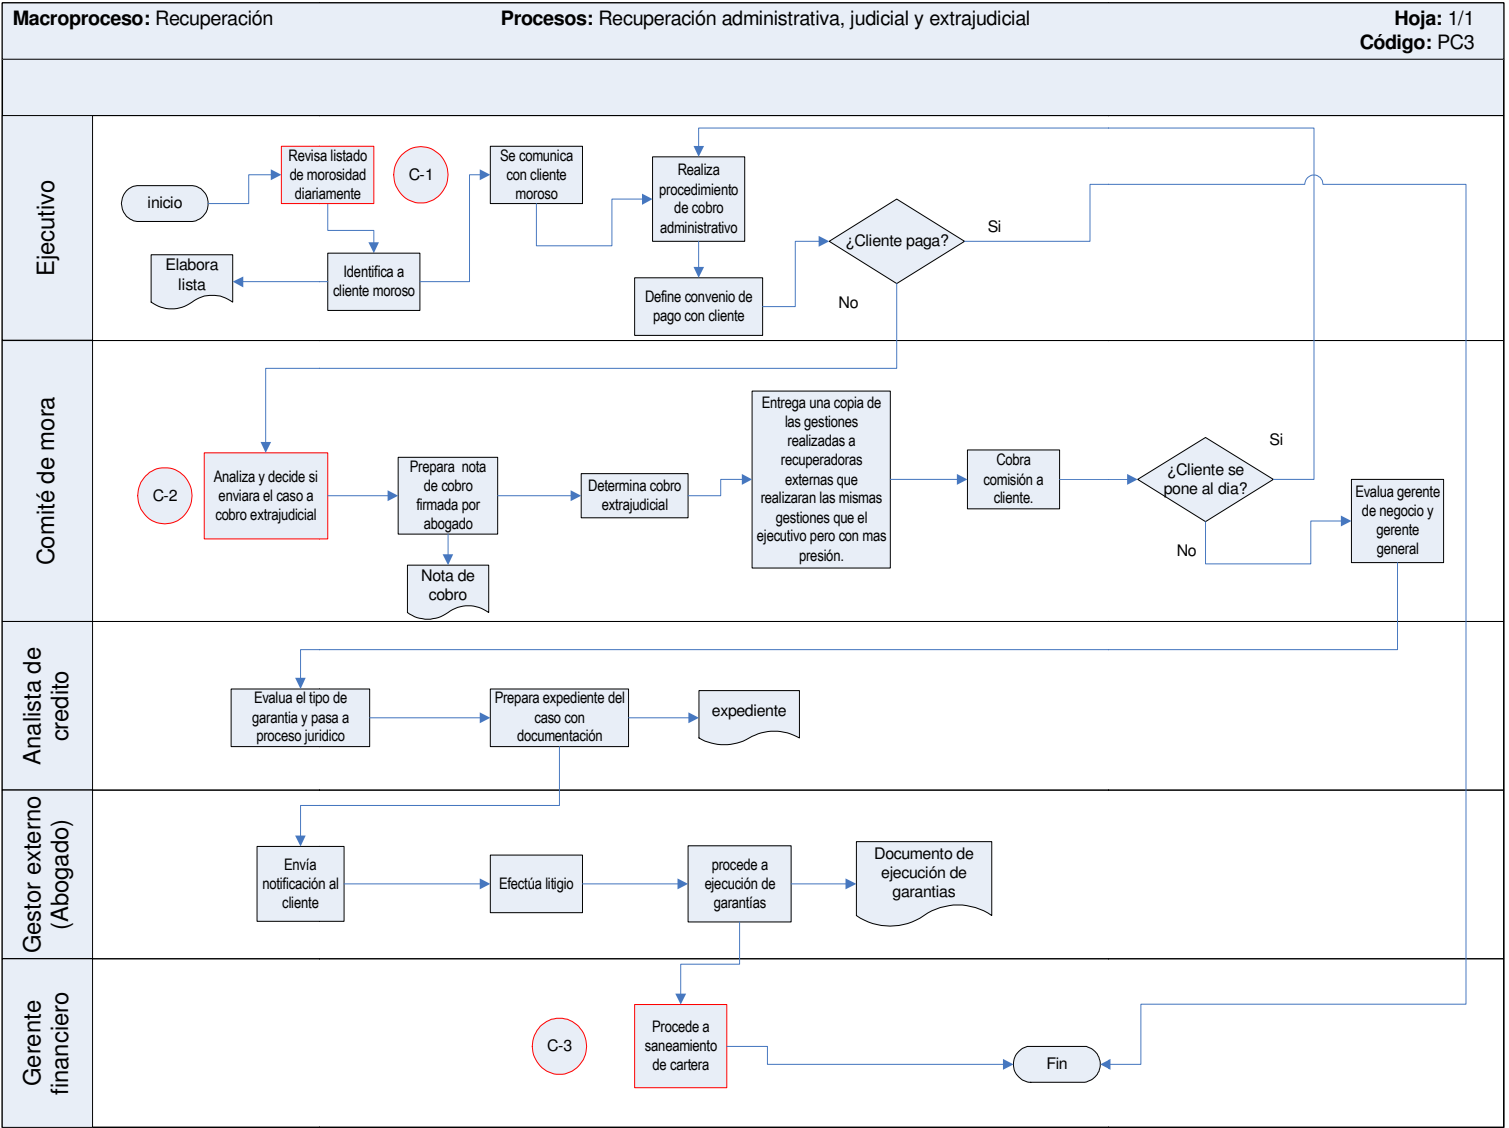 Macroproceso: Recuperación
Procesos: Recuperación administrativa, judicial y extrajudicial
Hoja: 1/1
Código: PC3
Ejecutivo
inicio
Revisa listado
de morosidad
diariamente
C-1
Identifica a
cliente moroso
Elabora
lista
Se comunica
con cliente
moroso
Realiza
procedimiento
de cobro
administrativo
Define convenio de
pago con cliente
¿Cliente paga?
Si
No
Comité de mora
C-2
Analiza y decide si
enviara el caso a
cobro extrajudicial
Prepara nota
de cobro
firmada por
abogado
Nota de
cobro
Determina cobro
extrajudicial
Entrega una copia de
las gestiones
realizadas a
recuperadoras
externas que
realizaran las mismas
gestiones que el
ejecutivo pero con mas
presión.
Cobra
comisión a
cliente.
¿Cliente se
pone al dia?
Si
No
Evalua gerente
de negocio y
gerente
general
Analista de
credito
Evalua el tipo de
garantia y pasa a
proceso juridico
Prepara expediente del
caso con
documentación
expediente
Gestor externo
(Abogado)
Envía
notificación al
cliente
Efectúa litigio
procede a
ejecución de
garantías
Documento de
ejecución de
garantias
Gerente
financiero
C-3
Procede a
saneamiento
de cartera
Fin